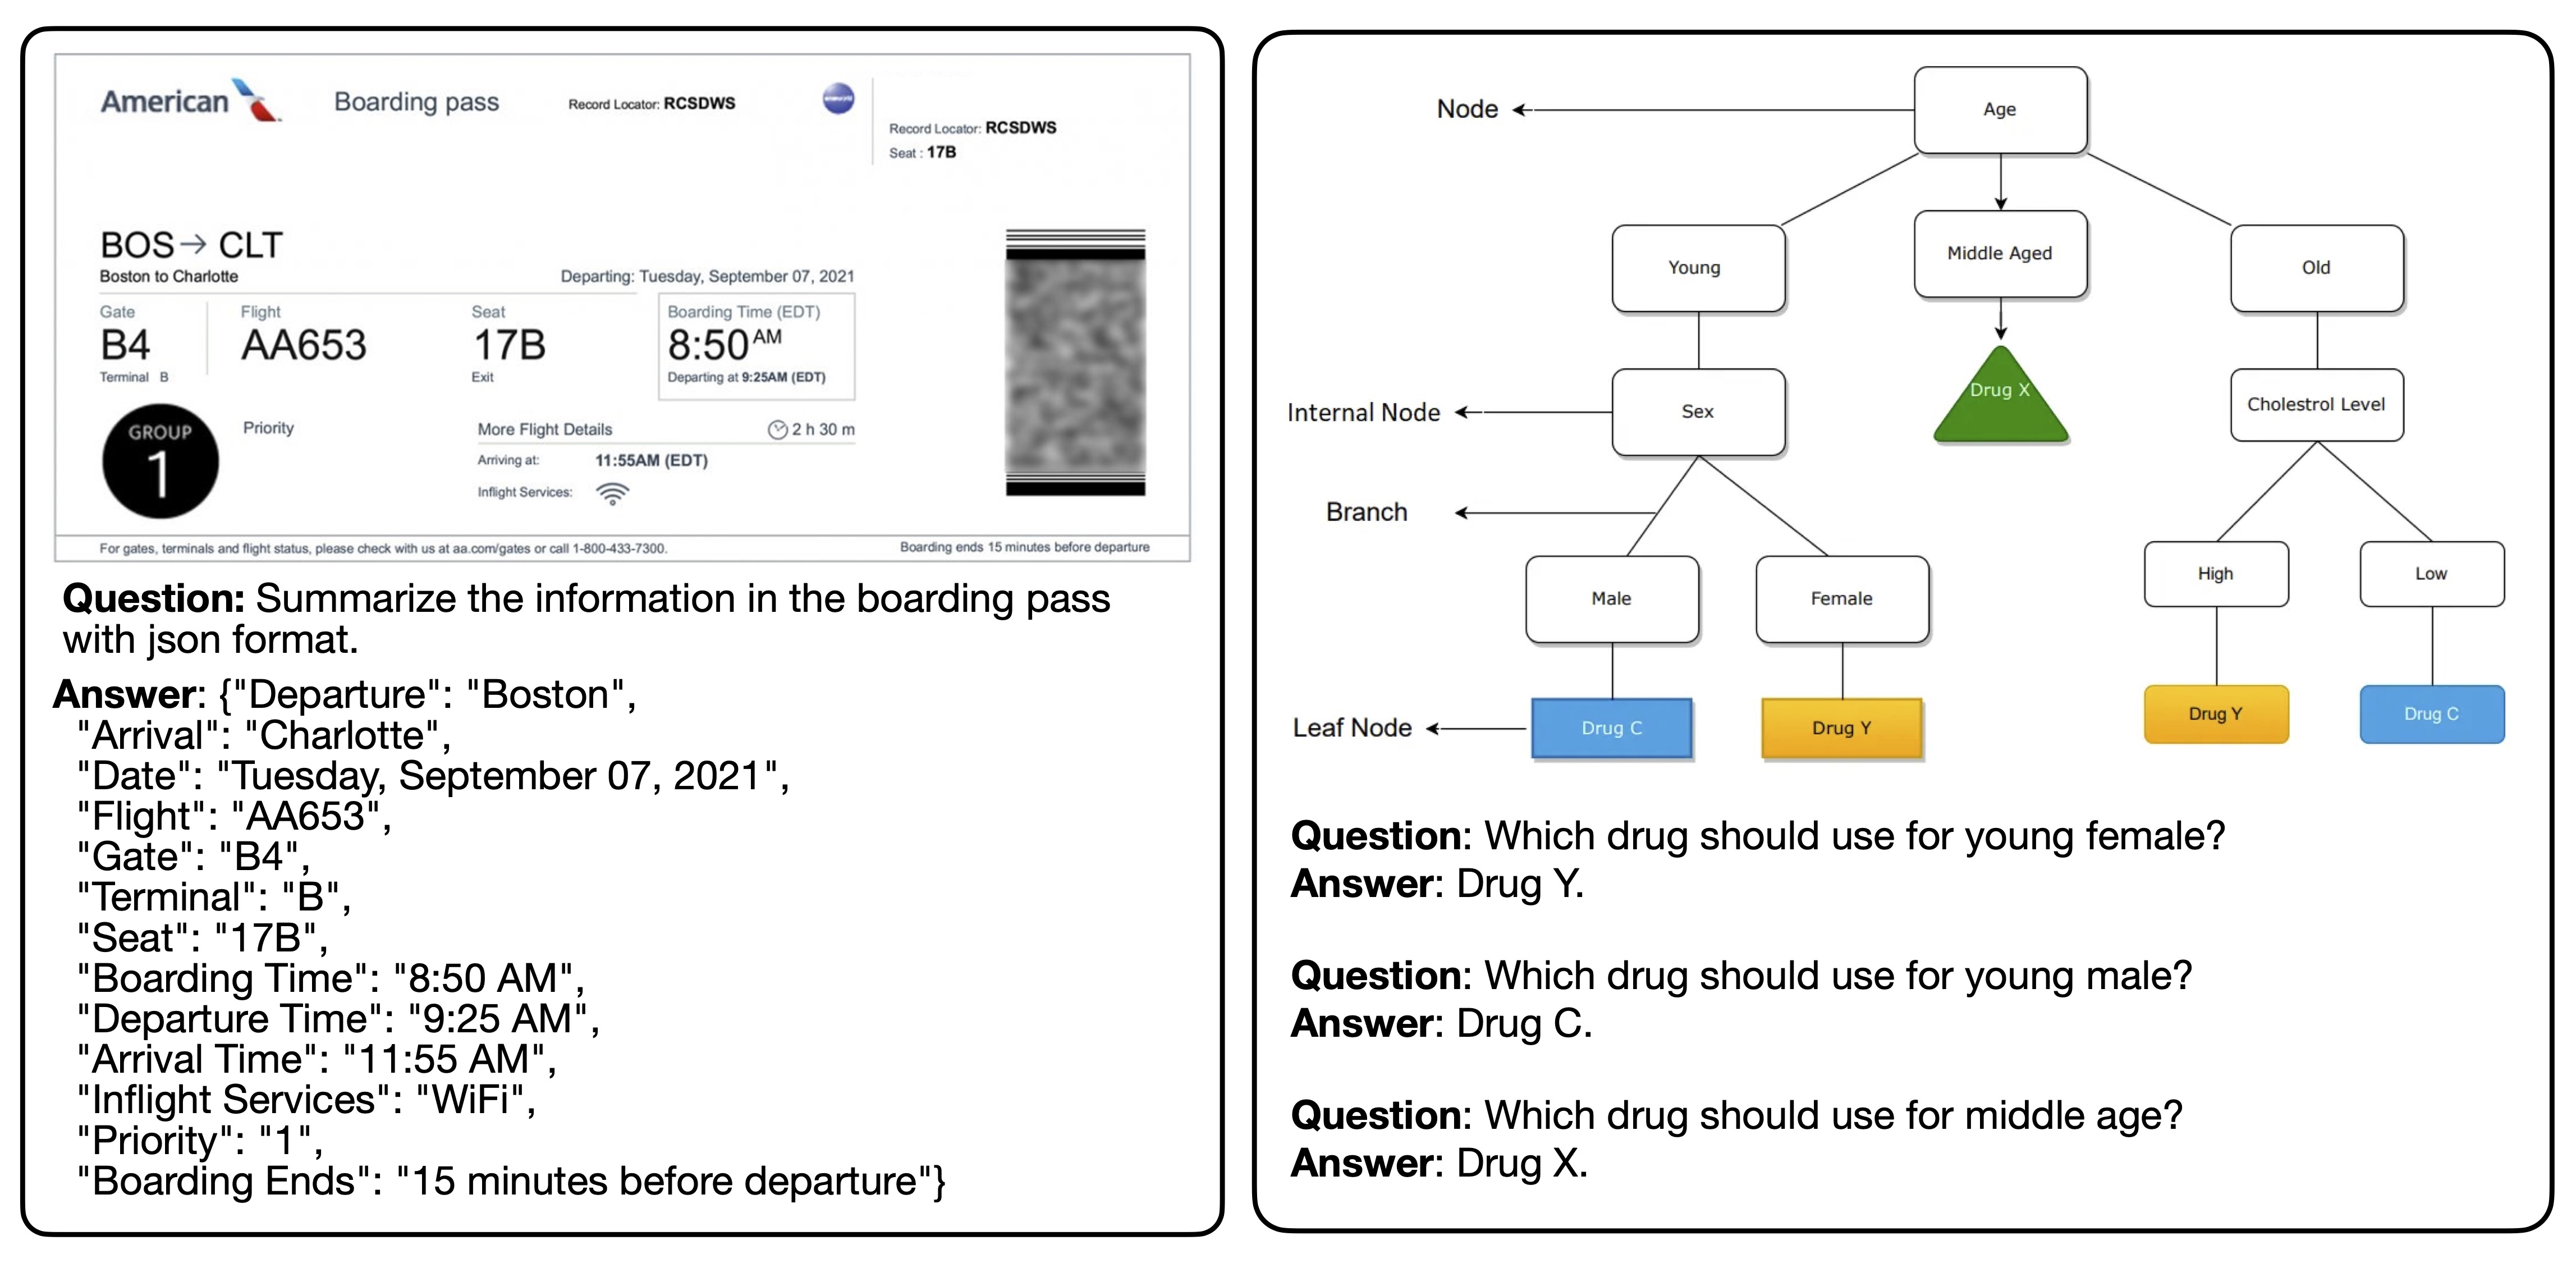 American
Boarding pass
Record Locator: RCSDWS
Record Locator: RCSDWS
Seat : 17B
BOS → CLT
Boston to Charlotte
Departing: Tuesday, September 07, 2021
Gate
B4
Terminal B
Flight
AA653
Seat
17B
Exit
Boarding Time (EDT)
8:50 AM
Departing at 9:25AM (EDT)
GROUP
1
Priority
More Flight Details
2 h 30 m
Arriving at: 11:55AM (EDT)
Inflight Services:
For gates, terminals and flight status, please check with us at aa.com/gates or call 1-800-433-7300.
Boarding ends 15 minutes before departure
Question: Summarize the information in the boarding pass
with json format.
Answer: {"Departure": "Boston",
"Arrival": "Charlotte",
"Date": "Tuesday, September 07, 2021",
"Flight": "AA653",
"Gate": "B4",
"Terminal": "B",
"Seat": "17B",
"Boarding Time": "8:50 AM",
"Departure Time": "9:25 AM",
"Arrival Time": "11:55 AM",
"Inflight Services": "WiFi",
"Priority": "1",
"Boarding Ends": "15 minutes before departure"}
Node
Age
Young
Middle Aged
Old
Drug X
Internal Node
Sex
Cholestrol Level
Branch
Male
Female
High
Low
Leaf Node
Drug C
Drug Y
Drug Y
Drug C
Question: Which drug should use for young female?
Answer: Drug Y.
Question: Which drug should use for young male?
Answer: Drug C.
Question: Which drug should use for middle age?
Answer: Drug X.